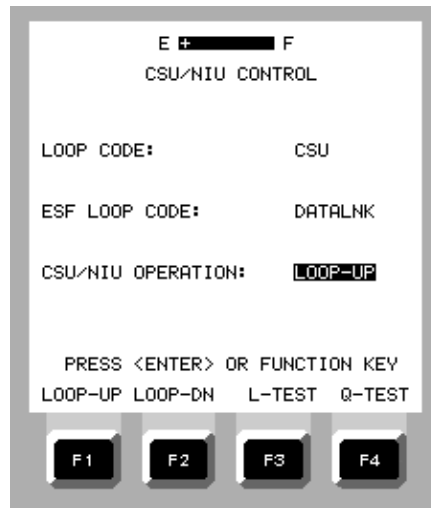 E + F
CSU/NIU CONTROL
LOOP CODE: CSU
ESF LOOP CODE: DATALNK
CSU/NIU OPERATION: LOOP-UP
PRESS <ENTER> OR FUNCTION KEY
LOOP-UP LOOP-DN L-TEST Q-TEST
F1 F2 F3 F4